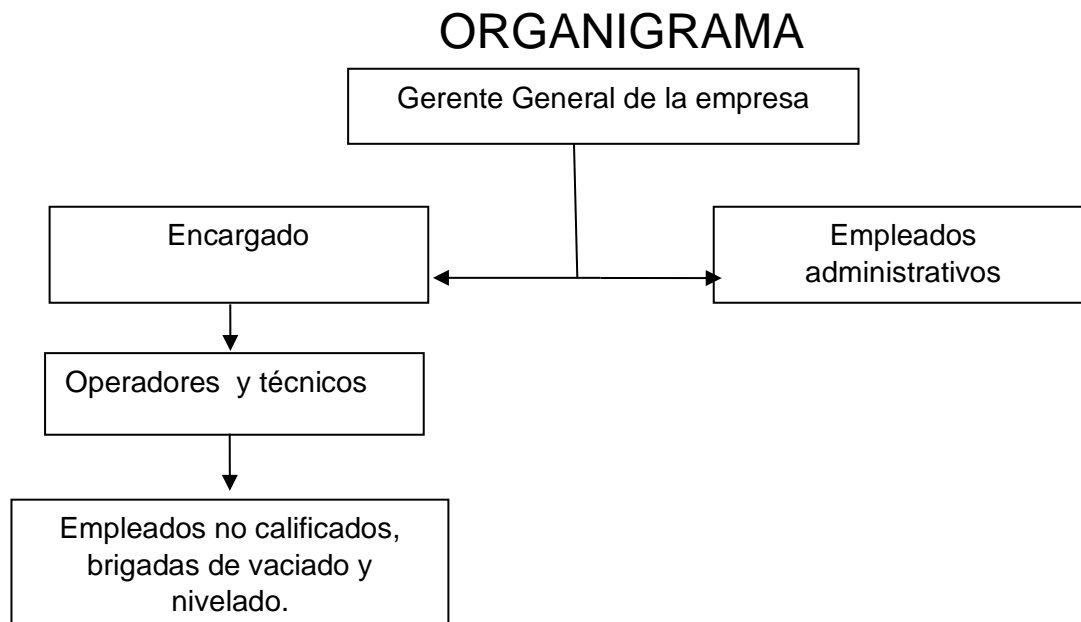 ORGANIGRAMA
Gerente General de la empresa
Encargado
Empleados
administrativos
Operadores  y técnicos
Empleados no calificados,
brigadas de vaciado y
nivelado.